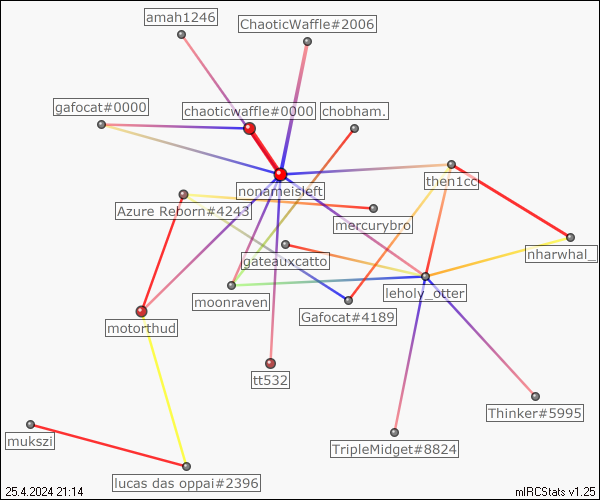 amah1246
ChaoticWaffle#2006
gafocat#0000
chaoticwaffle#0000
chobham.
then1cc
nonameisleft
Azure Reborn#4243
mercurybro
nharwhal_
gateauxcatto
moonraven
leholy_otter
Gafocat#4189
motorthud
tt532
Thinker#5995
mukszi
TripleMidget#8824
lucas das oppai#2396
25.4.2024 21:14
mIRCStats v1.25